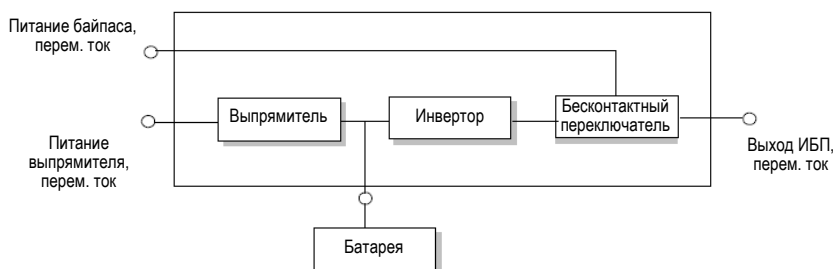 Питание байпаса,
перем. ток
Выпрямитель
Инвертор
Бесконтактный
переключатель
Питание
выпрямителя,
перем. ток
Выход ИБП,
перем. ток
Батарея